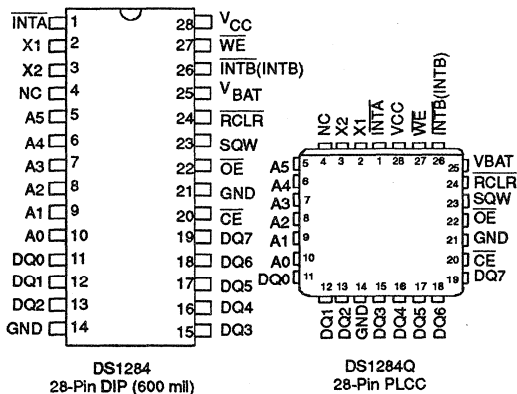 INTA 1 28 VCC
X1 2 27 WE
X2 3 26 INTB(INTB)
NC 4 25 VBAT
A5 5 24 RCLR
A4 6 23 SQW
A3 7 22 OE
A2 8 21 GND
A1 9 20 CE
A0 10 19 DQ7
DQ0 11 18 DQ6
DQ1 12 17 DQ5
DQ2 13 16 DQ4
GND 14 15 DQ3
DS1284
28-Pin DIP (600 mil)
NC X2 X1 INTA VCC WE INTB(INTB)
4 3 2 1 28 27 26
A5 5 25 VBAT
A4 6 24 RCLR
A3 7 23 SQW
A2 8 22 OE
A1 9 21 GND
A0 10 20 CE
DQ0 11 19 DQ7
12 13 14 15 16 17 18
DQ1 DQ2 GND DQ3 DQ4 DQ5 DQ6
DS1284Q
28-Pin PLCC